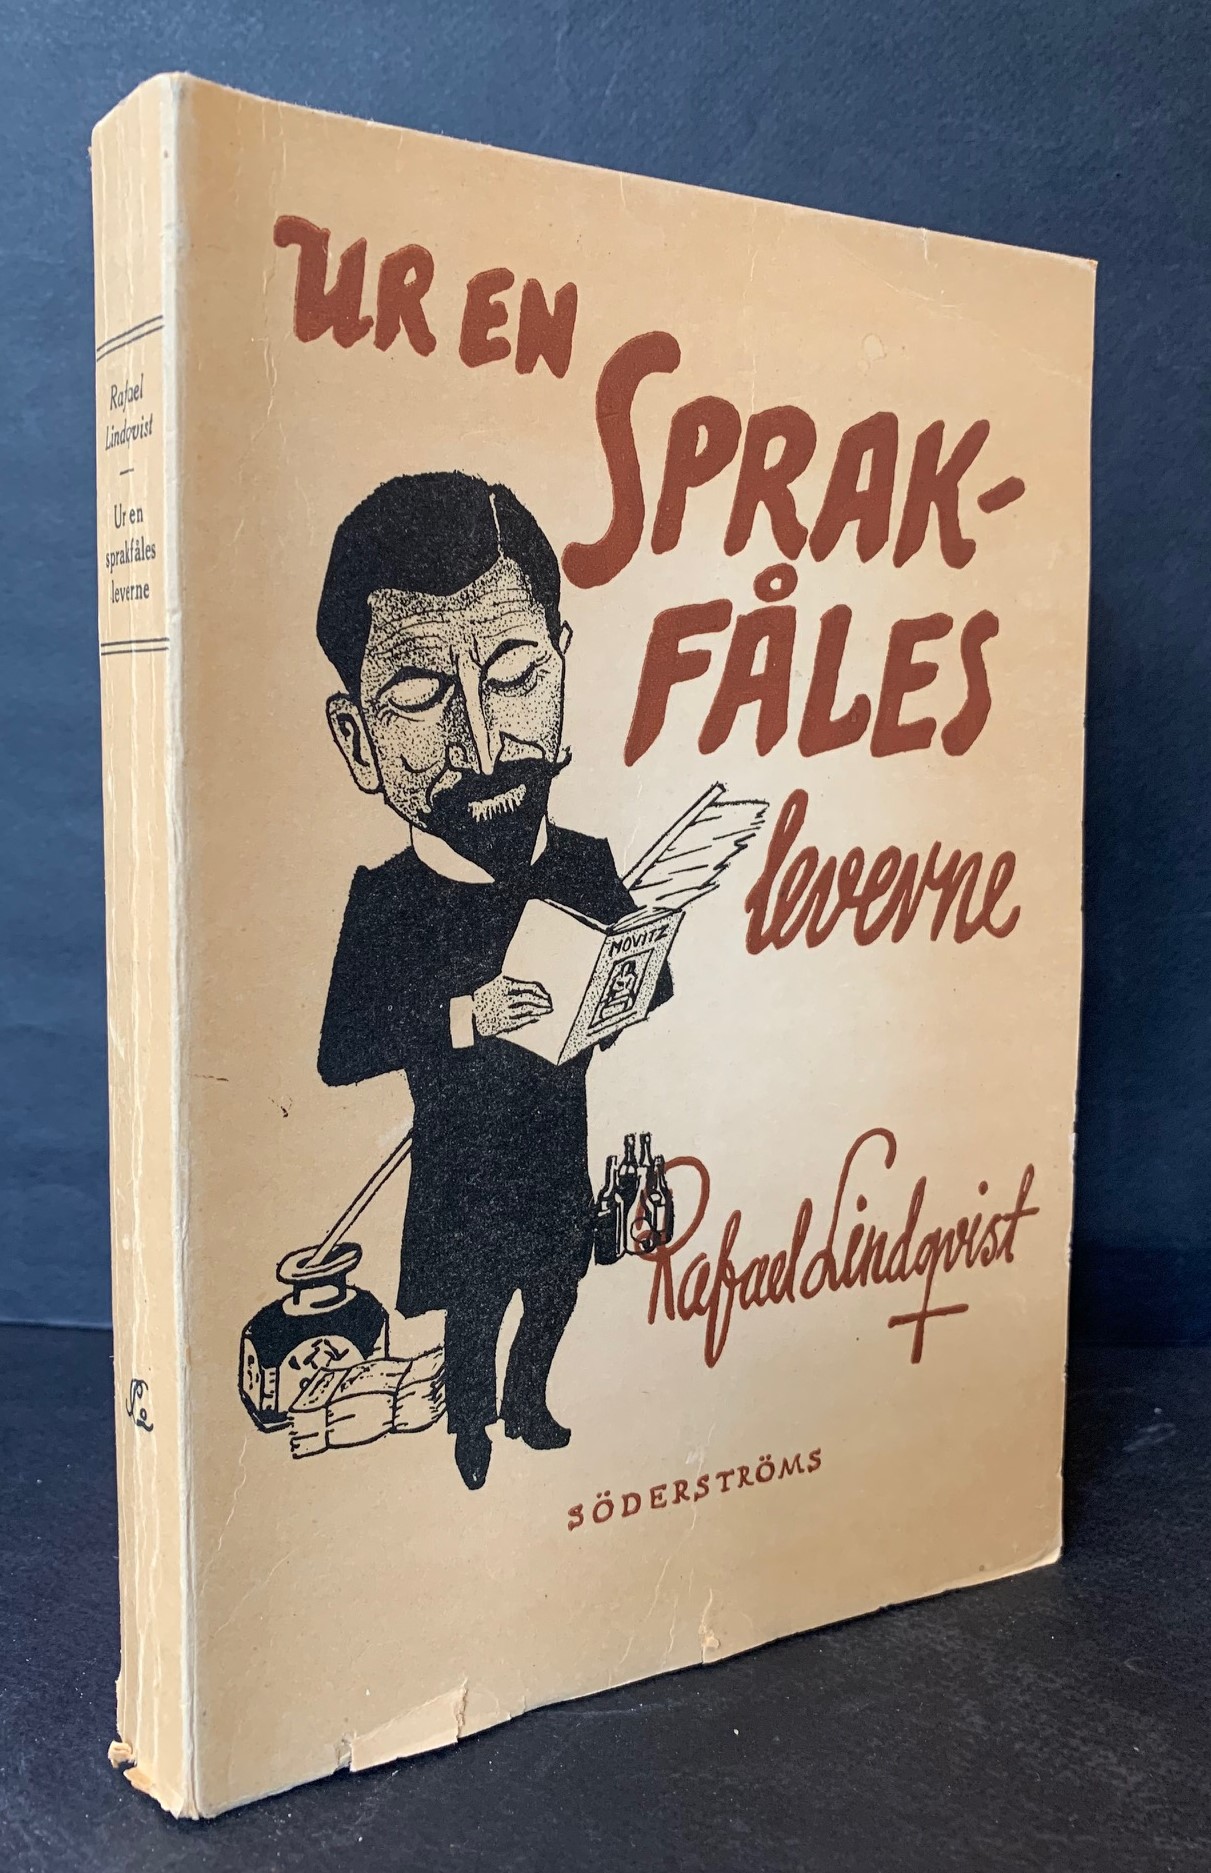 UR EN
SPRAK-
FÅLES
leverne
MOVITZ
Rafael Lindqvist
SÖDERSTRÖMS
Rafael
Lindqvist
—
Ur en
sprakfåles
leverne